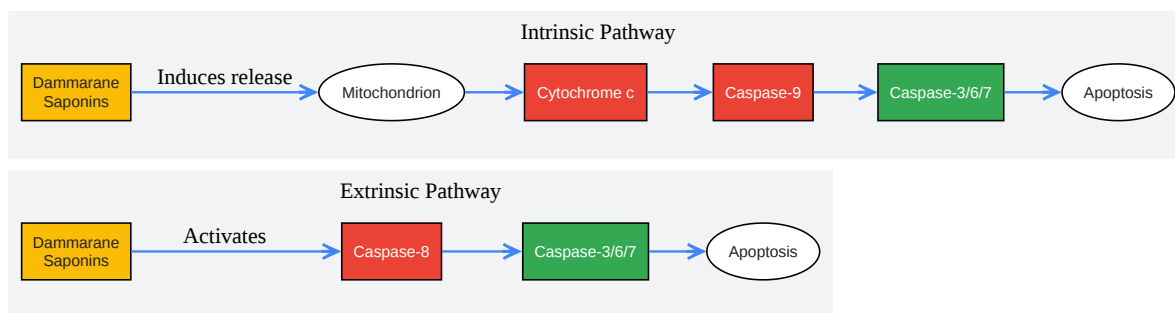 Intrinsic Pathway
Dammarane
Saponins
Induces release
Mitochondrion
Cytochrome c
Caspase-9
Caspase-3/6/7
Apoptosis
Extrinsic Pathway
Dammarane
Saponins
Activates
Caspase-8
Caspase-3/6/7
Apoptosis